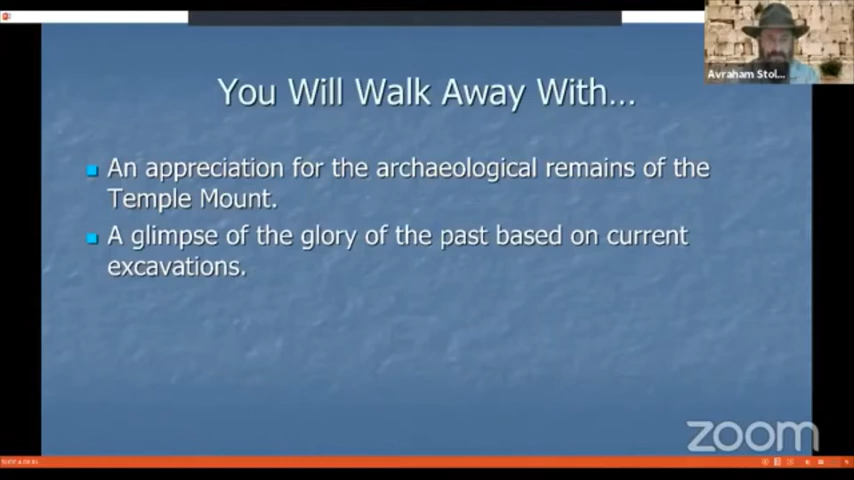 You Will Walk Away With...
Avraham Stol...
An appreciation for the archaeological remains of the
Temple Mount.
A glimpse of the glory of the past based on current
excavations.
zoom